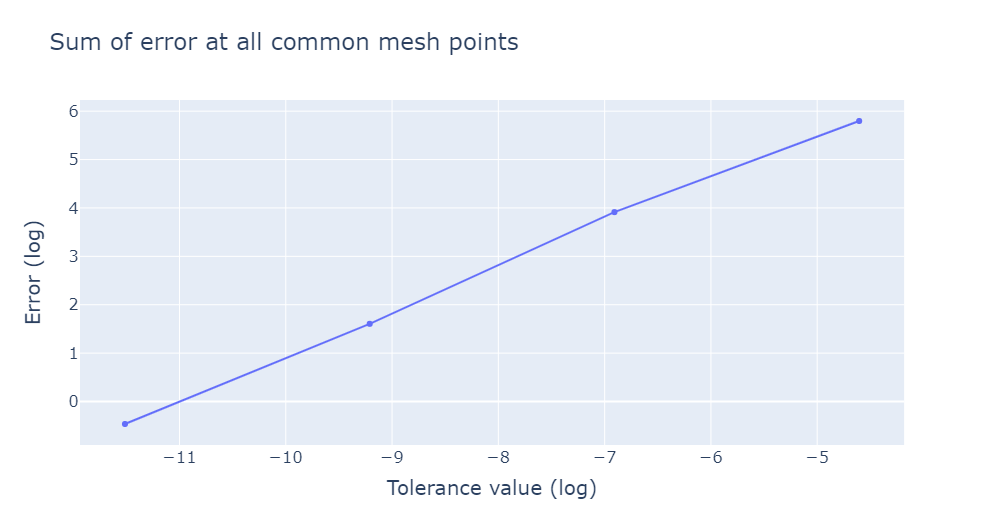 Sum of error at all common mesh points
6
5
4
3
2
1
0
Error (log)
−11 −10 −9 −8 −7 −6 −5
Tolerance value (log)